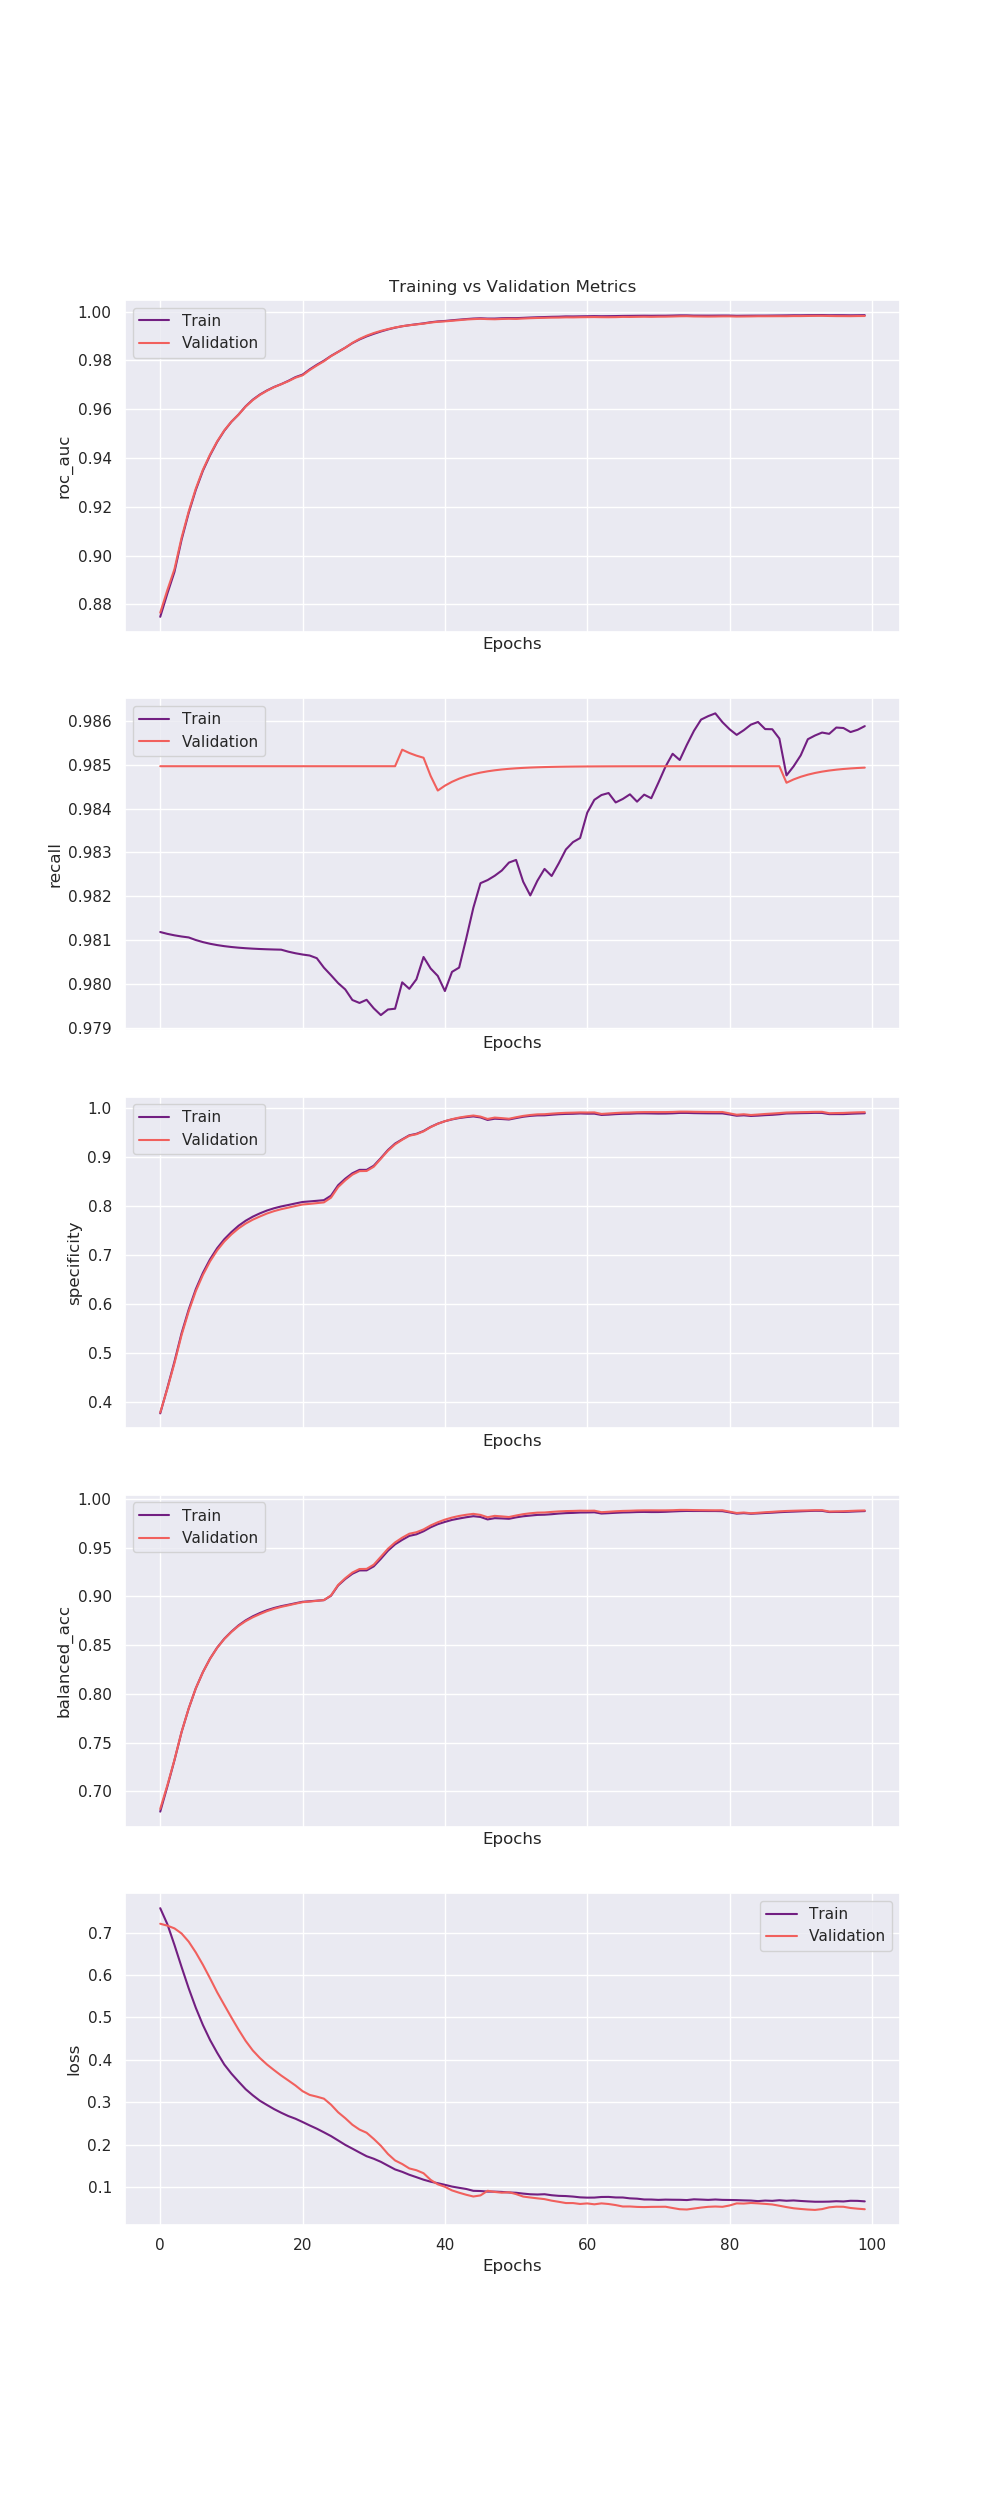 Training vs Validation Metrics
Train
Validation
1.00
0.98
0.96
0.94
0.92
0.90
0.88
roc_auc
Epochs
Train
Validation
0.986
0.985
0.984
0.983
0.982
0.981
0.980
0.979
recall
Epochs
Train
Validation
1.0
0.9
0.8
0.7
0.6
0.5
0.4
specificity
Epochs
Train
Validation
1.00
0.95
0.90
0.85
0.80
0.75
0.70
balanced_acc
Epochs
Train
Validation
0.7
0.6
0.5
0.4
0.3
0.2
0.1
loss
0 20 40 60 80 100
Epochs